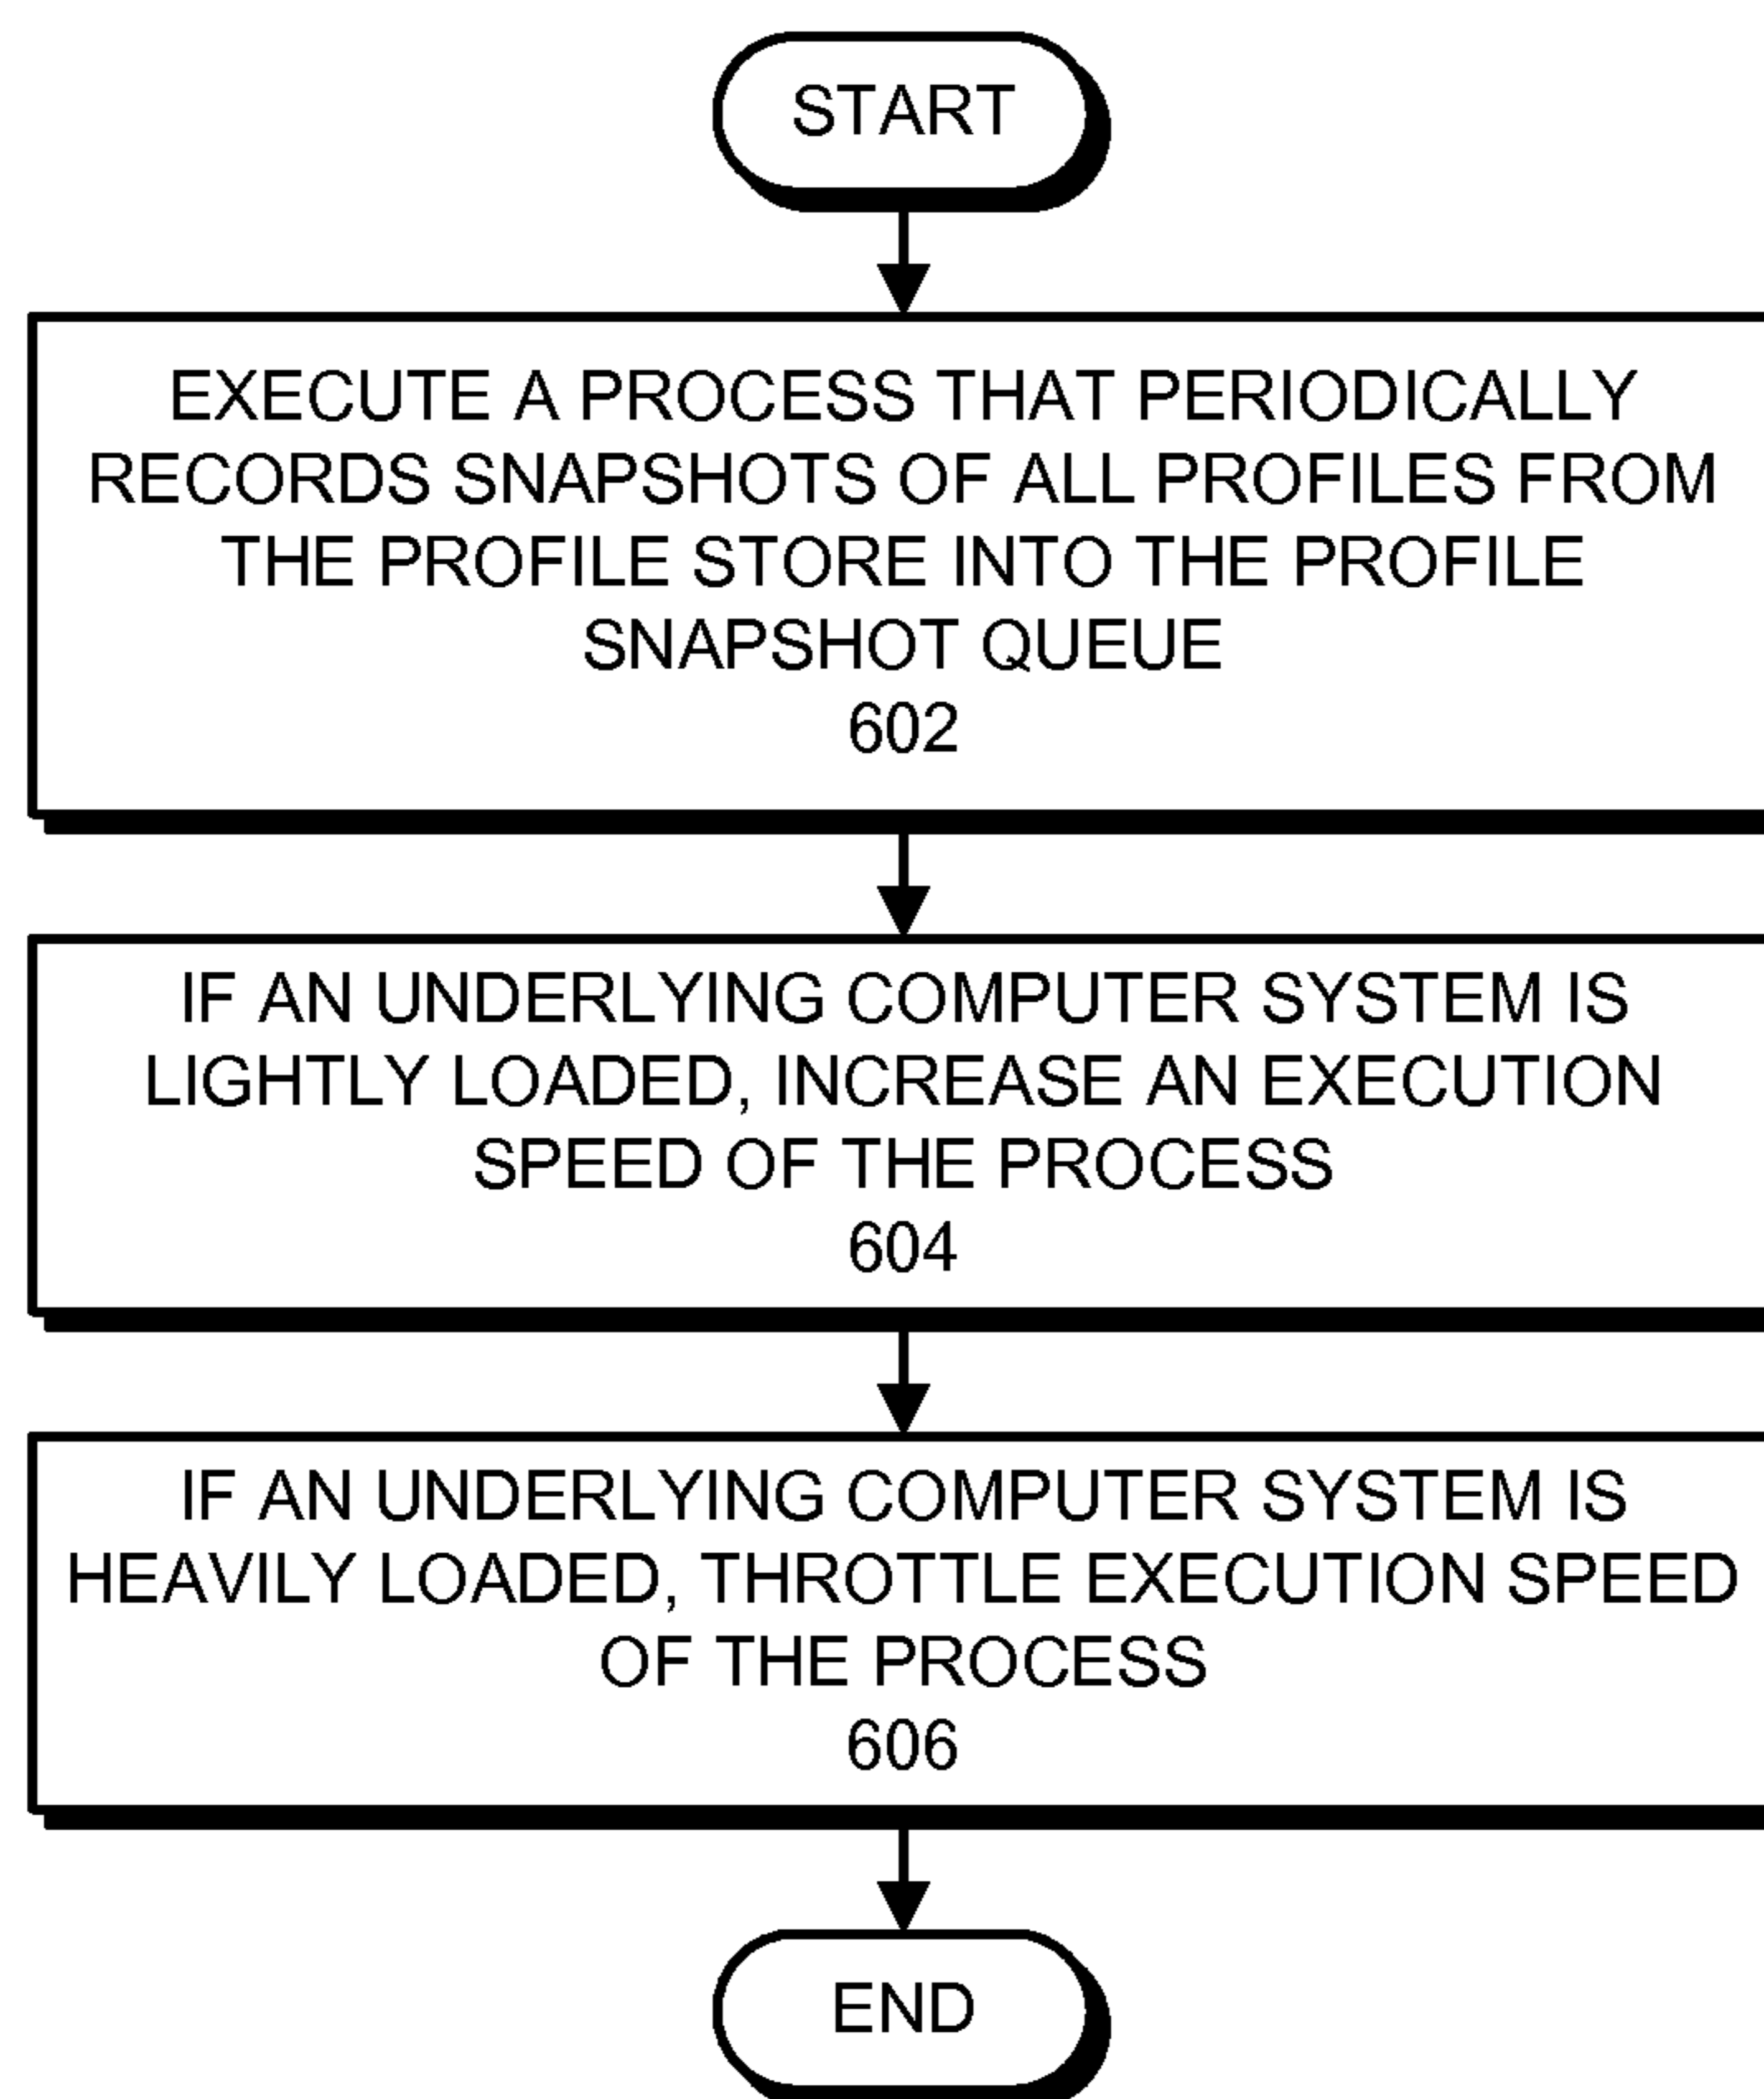 START
EXECUTE A PROCESS THAT PERIODICALLY
RECORDS SNAPSHOTS OF ALL PROFILES FROM
THE PROFILE STORE INTO THE PROFILE
SNAPSHOT QUEUE
602
IF AN UNDERLYING COMPUTER SYSTEM IS
LIGHTLY LOADED, INCREASE AN EXECUTION
SPEED OF THE PROCESS
604
IF AN UNDERLYING COMPUTER SYSTEM IS
HEAVILY LOADED, THROTTLE EXECUTION SPEED
OF THE PROCESS
606
END